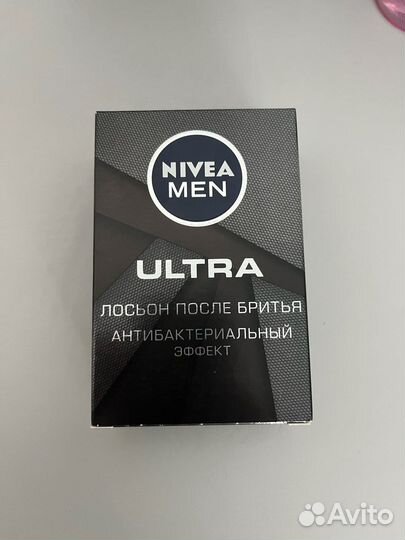 NIVEA
MEN
ULTRA
ЛОСЬОН ПОСЛЕ БРИТЬЯ
АНТИБАКТЕРИАЛЬНЫЙ
ЭФФЕКТ
Avito